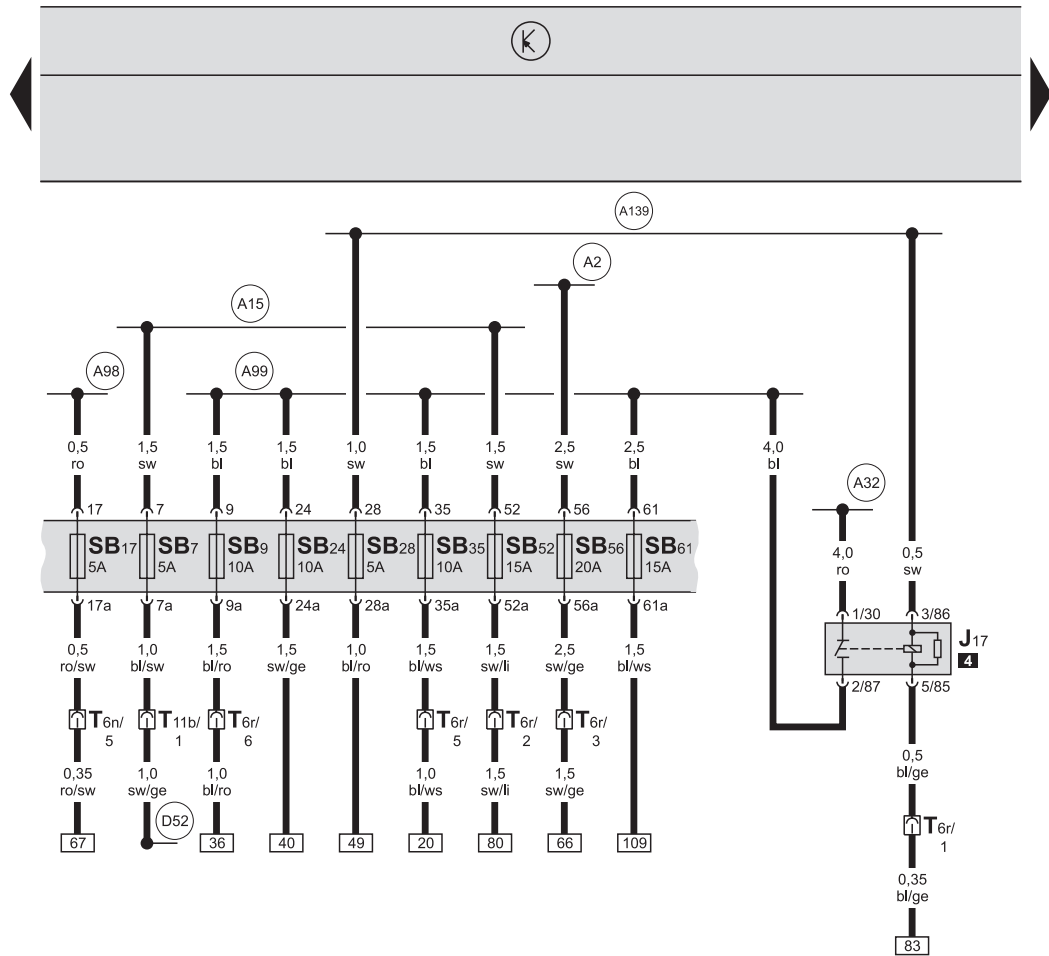 K
A139
A2
A15
A98 A99
0,5 1,5 1,5 1,5 1,0 1,5 1,5 2,5 2,5 4,0
ro sw bl bl sw bl sw sw bl bl
A32
17 7 9 24 28 35 52 56 61
SB17 SB7 SB9 SB24 SB28 SB35 SB52 SB56 SB61
5A 5A 10A 10A 5A 10A 15A 20A 15A
4,0 0,5
ro sw
17a 7a 9a 24a 28a 35a 52a 56a 61a
1/30 3/86
J17
4
2/87 5/85
0,5 1,0 1,5 1,5 1,0 1,5 1,5 2,5 1,5
ro/sw bl/sw bl/ro sw/ge bl/ro bl/ws sw/li sw/ge bl/ws
T6n/ T11b/ T6r/ T6r/ T6r/ T6r/
5 1 6 5 2 3
0,35 1,0 1,0 1,0 1,5 1,5
ro/sw sw/ge bl/ro bl/ws sw/li sw/ge
0,5
bl/ge
D52
67 36 40 49 20 80 66 109
T6r/
1
0,35
bl/ge
83